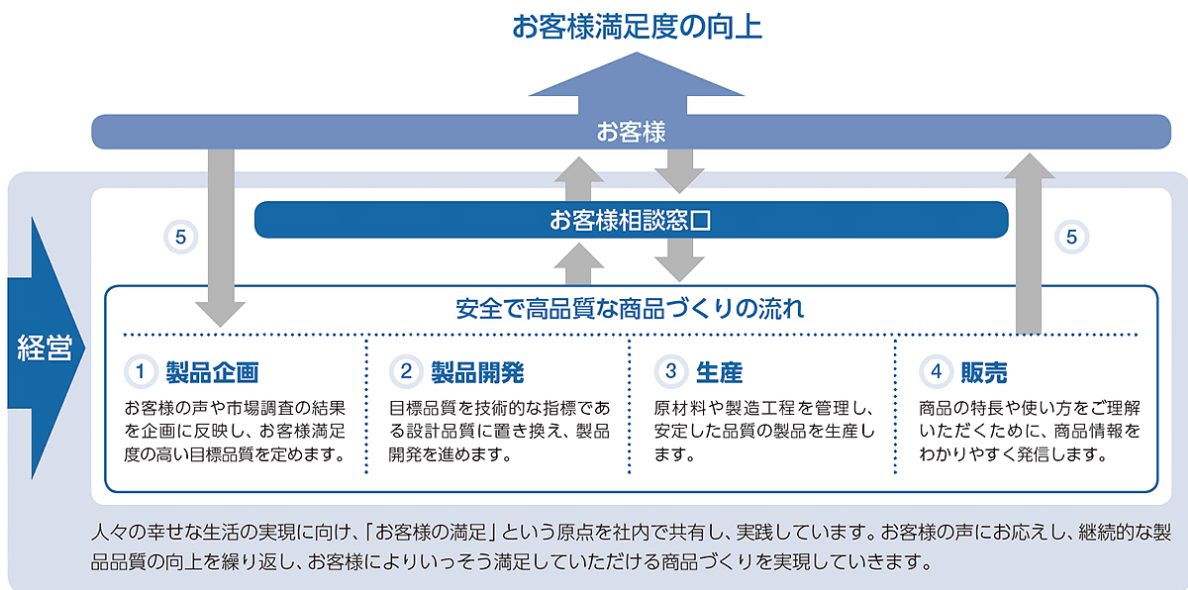 お客様満足度の向上
お客様
お客様相談窓口
5
5
安全で高品質な商品づくりの流れ
経営
1 製品企画
お客様の声や市場調査の結果
を企画に反映し、お客様満足
度の高い目標品質を定めます。
2 製品開発
目標品質を技術的な指標であ
る設計品質に置き換え、製品
開発を進めます。
3 生産
原材料や製造工程を管理し、
安定した品質の製品を生産し
ます。
4 販売
商品の特長や使い方をご理解
いただくために、商品情報を
わかりやすく発信します。
人々の幸せな生活の実現に向け、「お客様の満足」という原点を社内で共有し、実践しています。お客様の声にお応えし、継続的な製
品品質の向上を繰り返し、お客様によりいっそう満足していただける商品づくりを実現していきます。